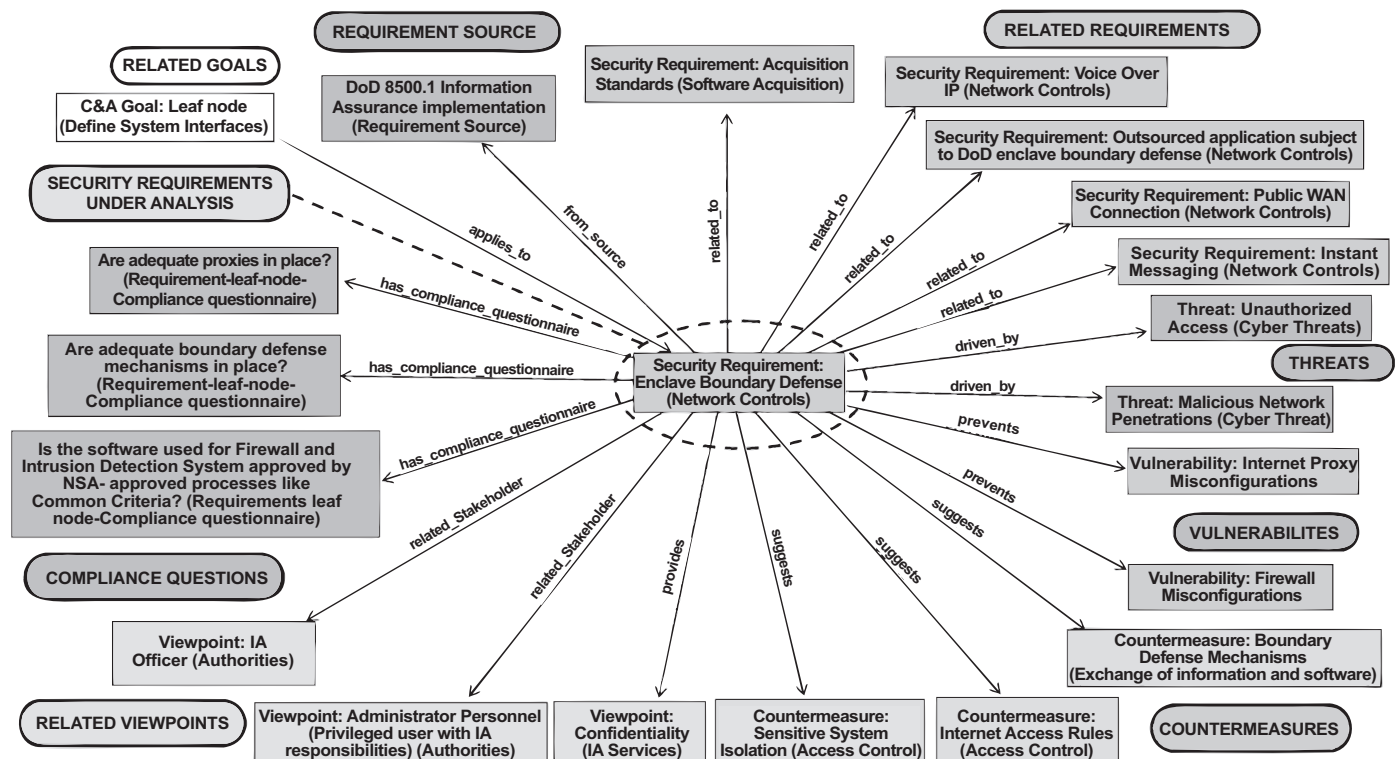 REQUIREMENT SOURCE
RELATED REQUIREMENTS
RELATED GOALS
Security Requirement: Acquisition
Standards (Software Acquisition)
Security Requirement: Voice Over
IP (Network Controls)
DoD 8500.1 Information
Assurance implementation
(Requirement Source)
C&A Goal: Leaf node
(Define System Interfaces)
Security Requirement: Outsourced application subject
to DoD enclave boundary defense (Network Controls)
SECURITY REQUIREMENTS
UNDER ANALYSIS
Security Requirement: Public WAN
Connection (Network Controls)
applies_to
from_source
related_to
related_to
related_to
related_to
related_to
Security Requirement: Instant
Messaging (Network Controls)
Are adequate proxies in place?
(Requirement-leaf-node-
Compliance questionnaire)
has_compliance_questionnaire
Threat: Unauthorized
Access (Cyber Threats)
driven_by
THREATS
Are adequate boundary defense
mechanisms in place?
(Requirement-leaf-node-
Compliance questionnaire)
has_compliance_questionnaire
Security Requirement:
Enclave Boundary Defense
(Network Controls)
driven_by
Threat: Malicious Network
Penetrations (Cyber Threat)
has_compliance_questionnaire
prevents
Is the software used for Firewall and
Intrusion Detection System approved by
NSA- approved processes like
Common Criteria? (Requirements leaf
node-Compliance questionnaire)
Vulnerability: Internet Proxy
Misconfigurations
related_Stakeholder
related_Stakeholder
provides
suggests
suggests
suggests
prevents
VULNERABILITES
COMPLIANCE QUESTIONS
Vulnerability: Firewall
Misconfigurations
Viewpoint: IA
Officer (Authorities)
Countermeasure: Boundary
Defense Mechanisms
(Exchange of information and software)
RELATED VIEWPOINTS
Viewpoint: Administrator Personnel
(Privileged user with IA
responsibilities) (Authorities)
Viewpoint:
Confidentiality
(IA Services)
Countermeasure:
Sensitive System
Isolation (Access Control)
Countermeasure:
Internet Access Rules
(Access Control)
COUNTERMEASURES